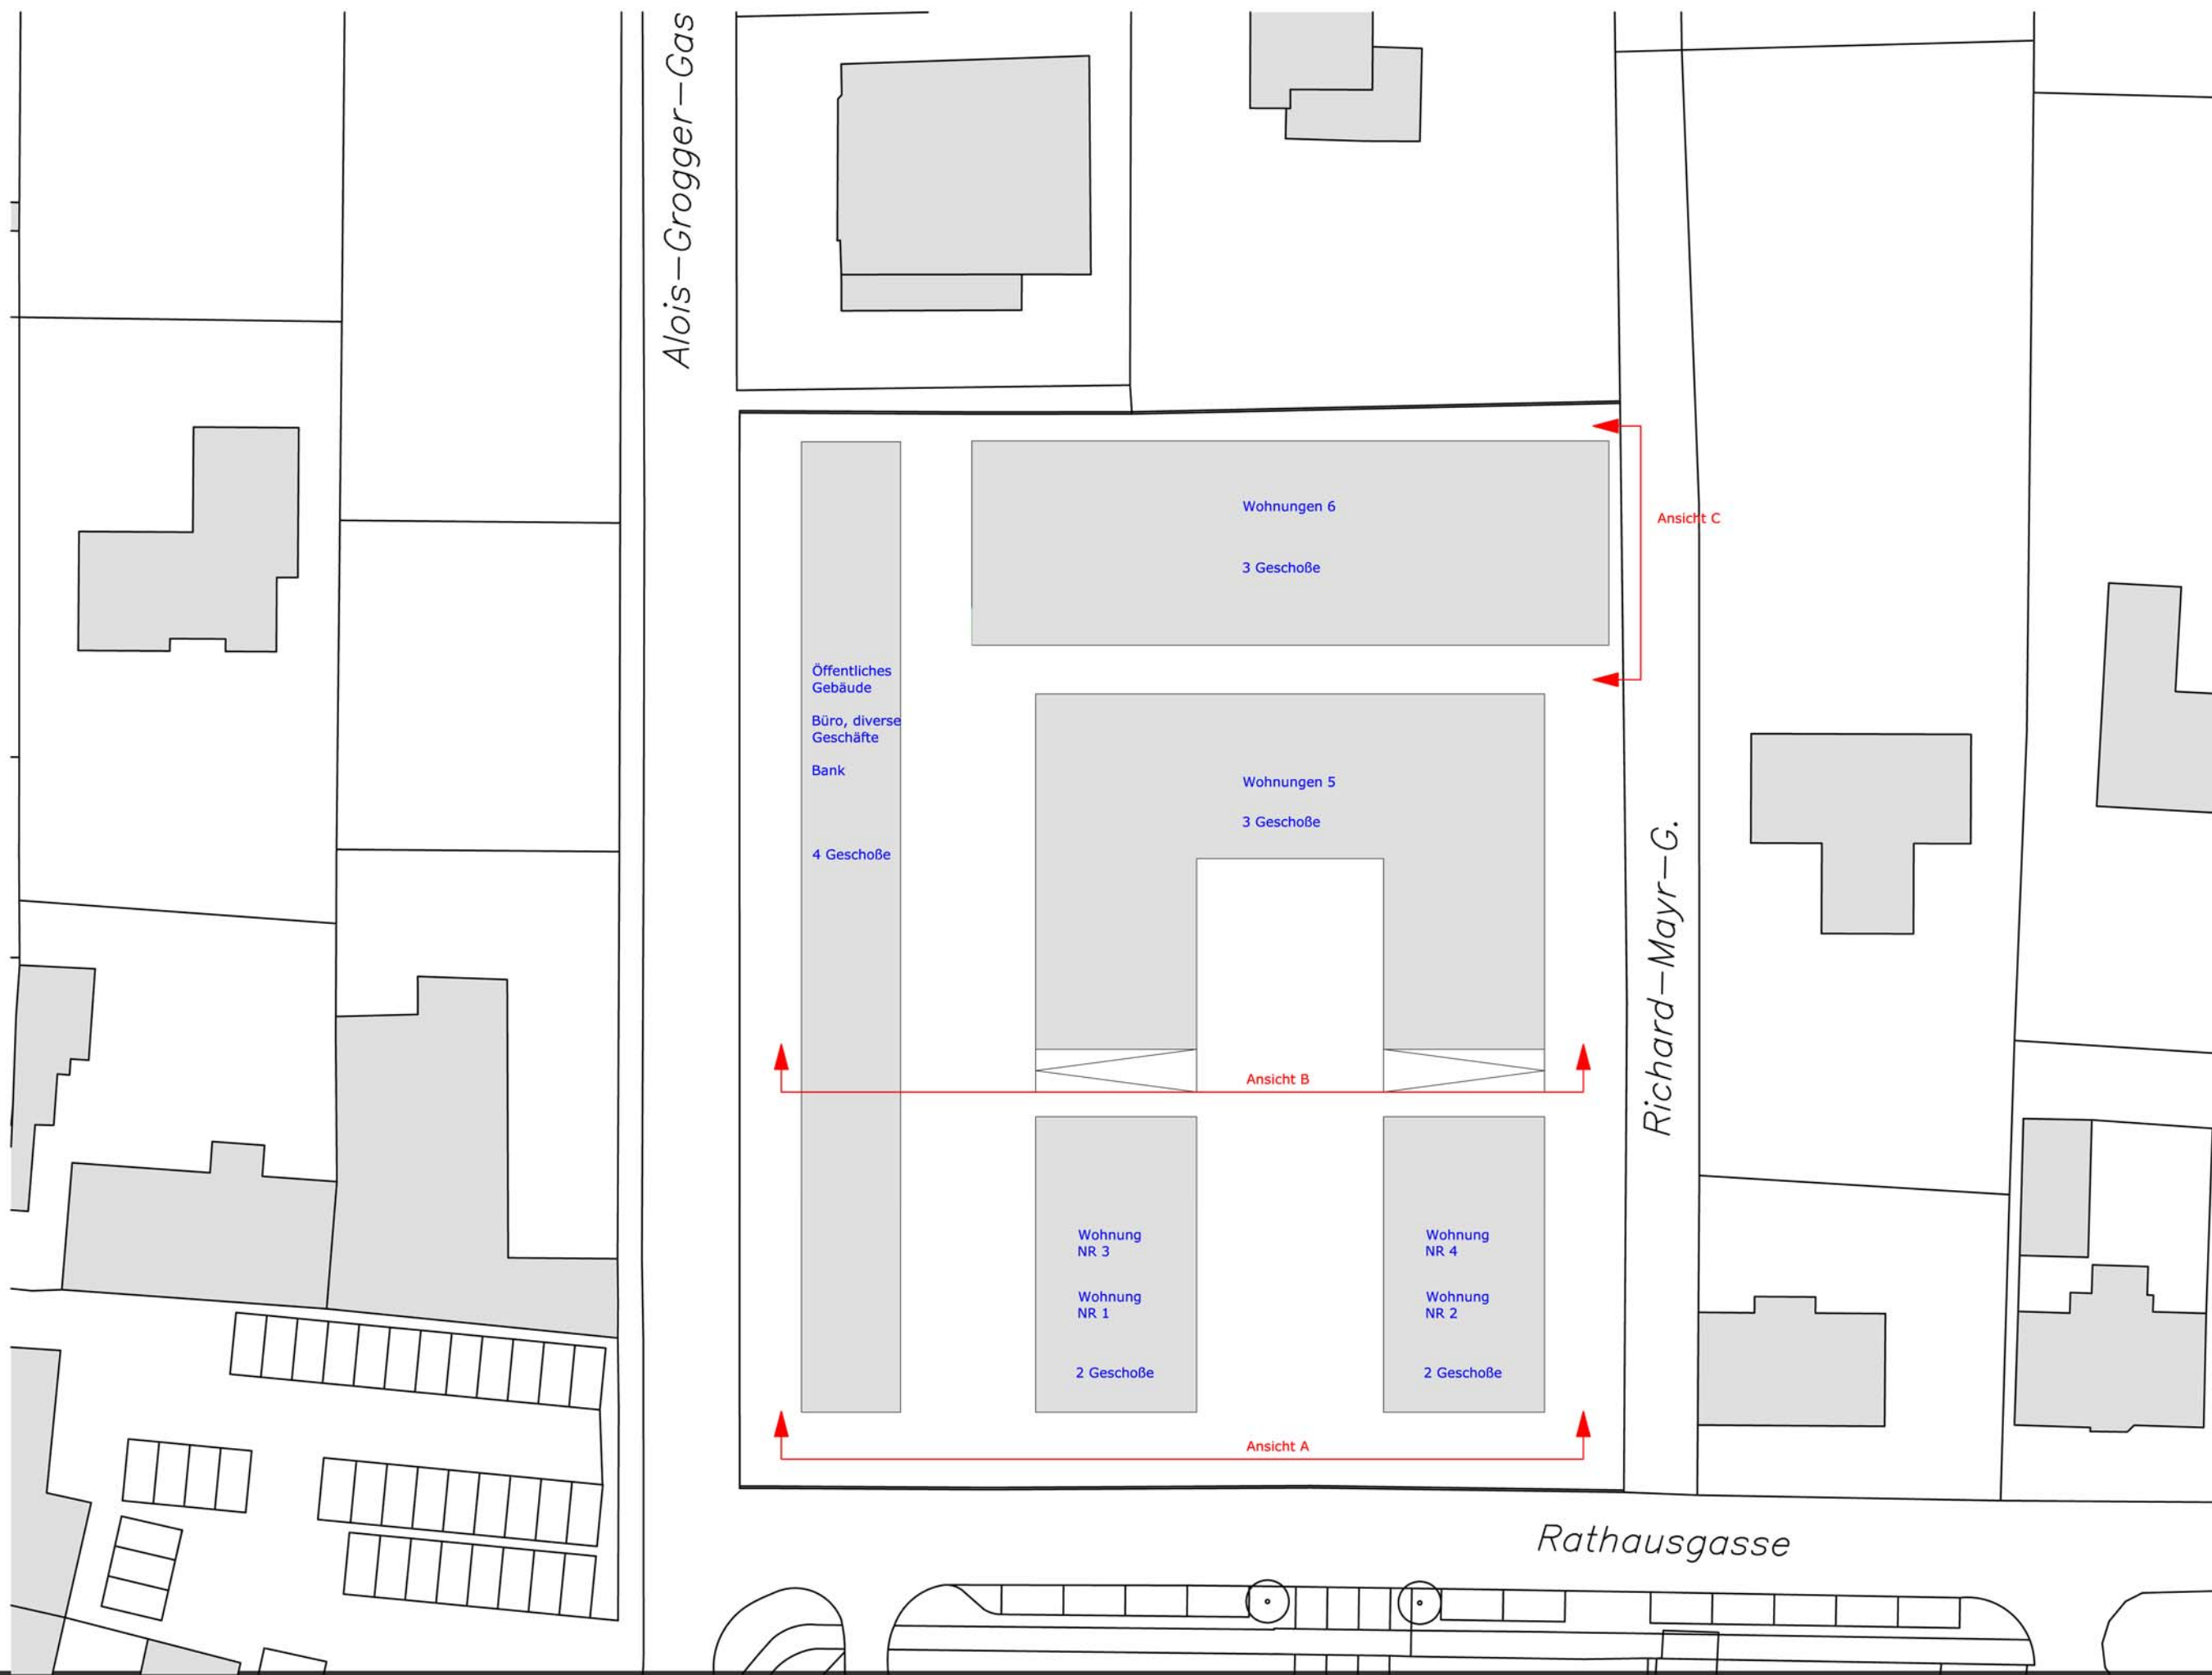 Alois-Grogger-Gas
Wohnungen 6
3 Geschoße
Ansicht C
Öffentliches
Gebäude
Büro, diverse
Geschäfte
Bank
4 Geschoße
Wohnungen 5
3 Geschoße
Richard-Mayr-G.
Ansicht B
Wohnung
NR 3
Wohnung
NR 1
2 Geschoße
Wohnung
NR 4
Wohnung
NR 2
2 Geschoße
Ansicht A
Rathausgasse